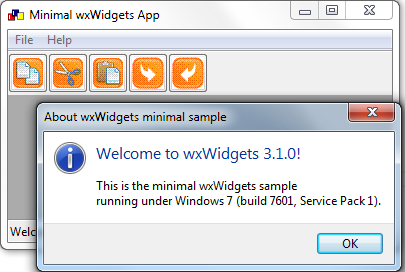 Minimal wxWidgets App
File Help
About wxWidgets minimal sample
Welcome to wxWidgets 3.1.0!
This is the minimal wxWidgets sample
running under Windows 7 (build 7601, Service Pack 1).
Welc
OK